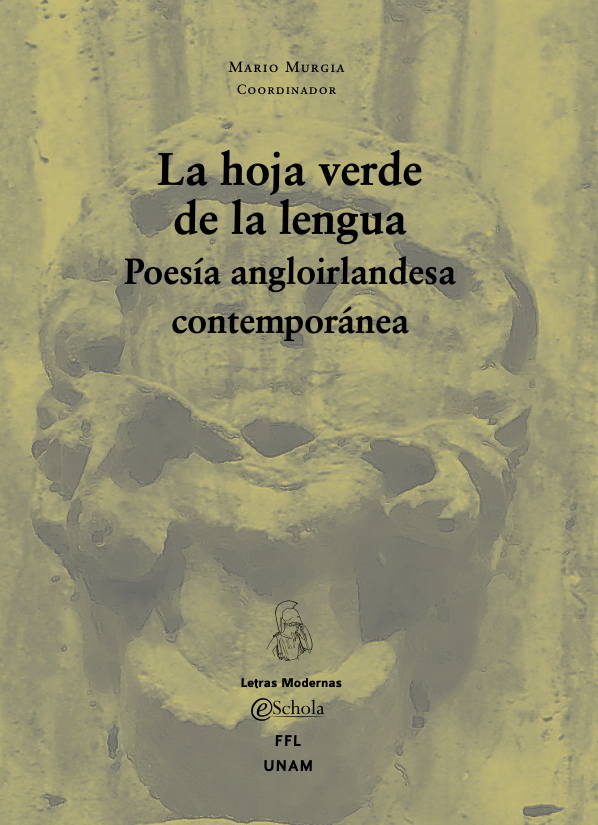 Mario Murgia
Coordinador
La hoja verde
de la lengua
Poesía angloirlandesa
contemporánea
Letras Modernas
eSchola
FFL
UNAM